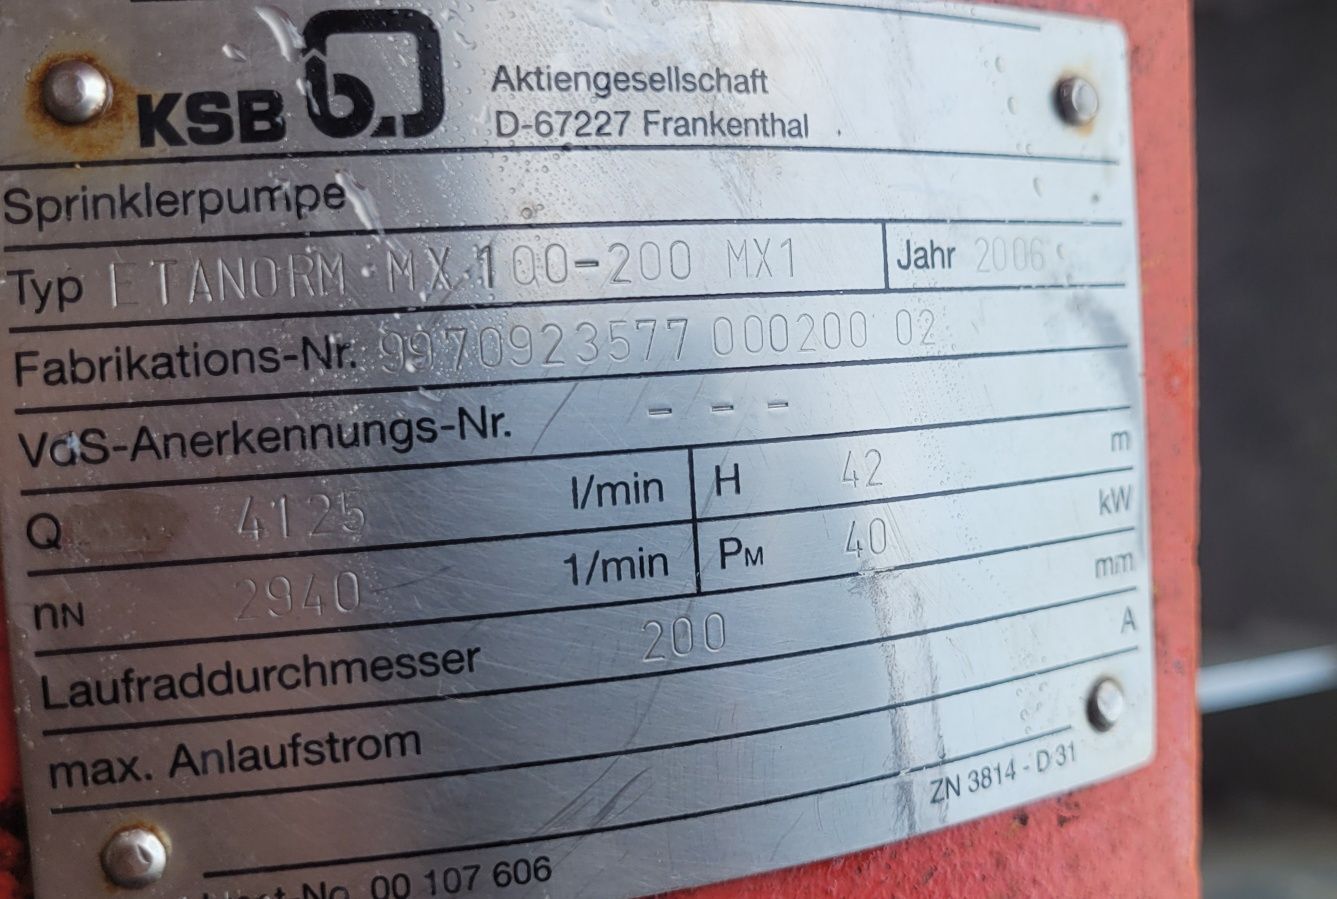 KSB b
Aktiengesellschaft
D-67227 Frankenthal
Sprinklerpumpe
Typ ETANORM MX 100-200 MX1 Jahr 2006
Fabrikations-Nr. 9970923577 000200 02
VdS-Anerkennungs-Nr. - - -
Q 4125 l/min H 42 m
nN 2940 1/min PM 40 kW
Laufraddurchmesser 200 mm
max. Anlaufstrom A
ZN 3814 - D 31
No. 00 107 606